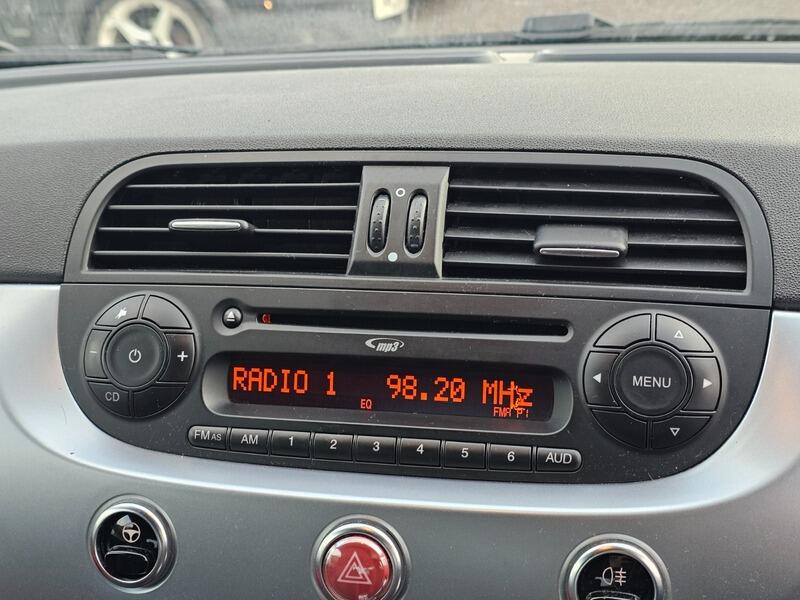 mp3
RADIO 1 98.20 MHz
EQ FMA P1
MENU
CD
FM AS AM 1 2 3 4 5 6 AUD